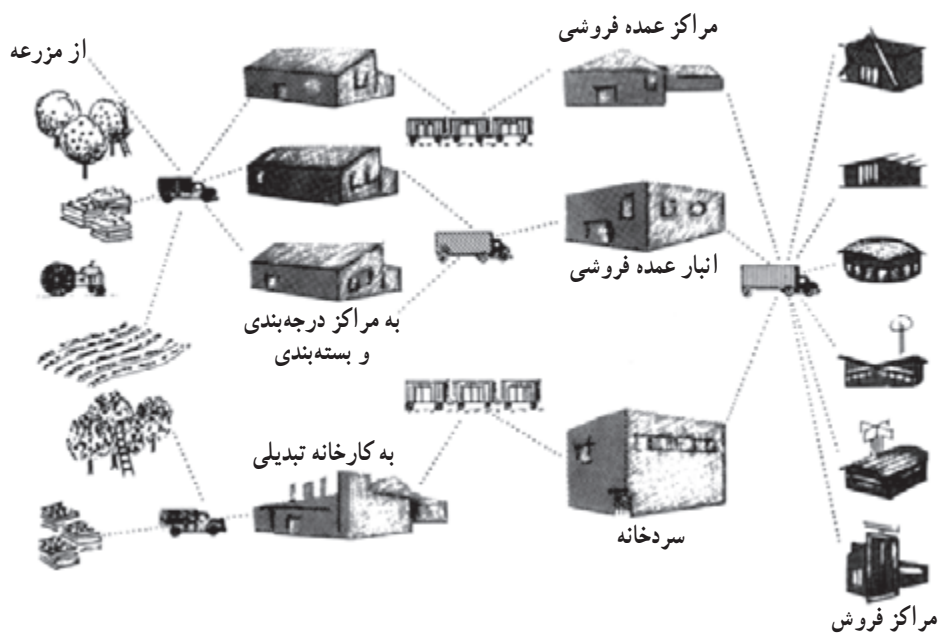 مراکز عمده فروشی
از مزرعه
انبار عمده فروشی
به مراکز درجه‌بندی
و بسته‌بندی
به کارخانه تبدیلی
سردخانه
مراکز فروش